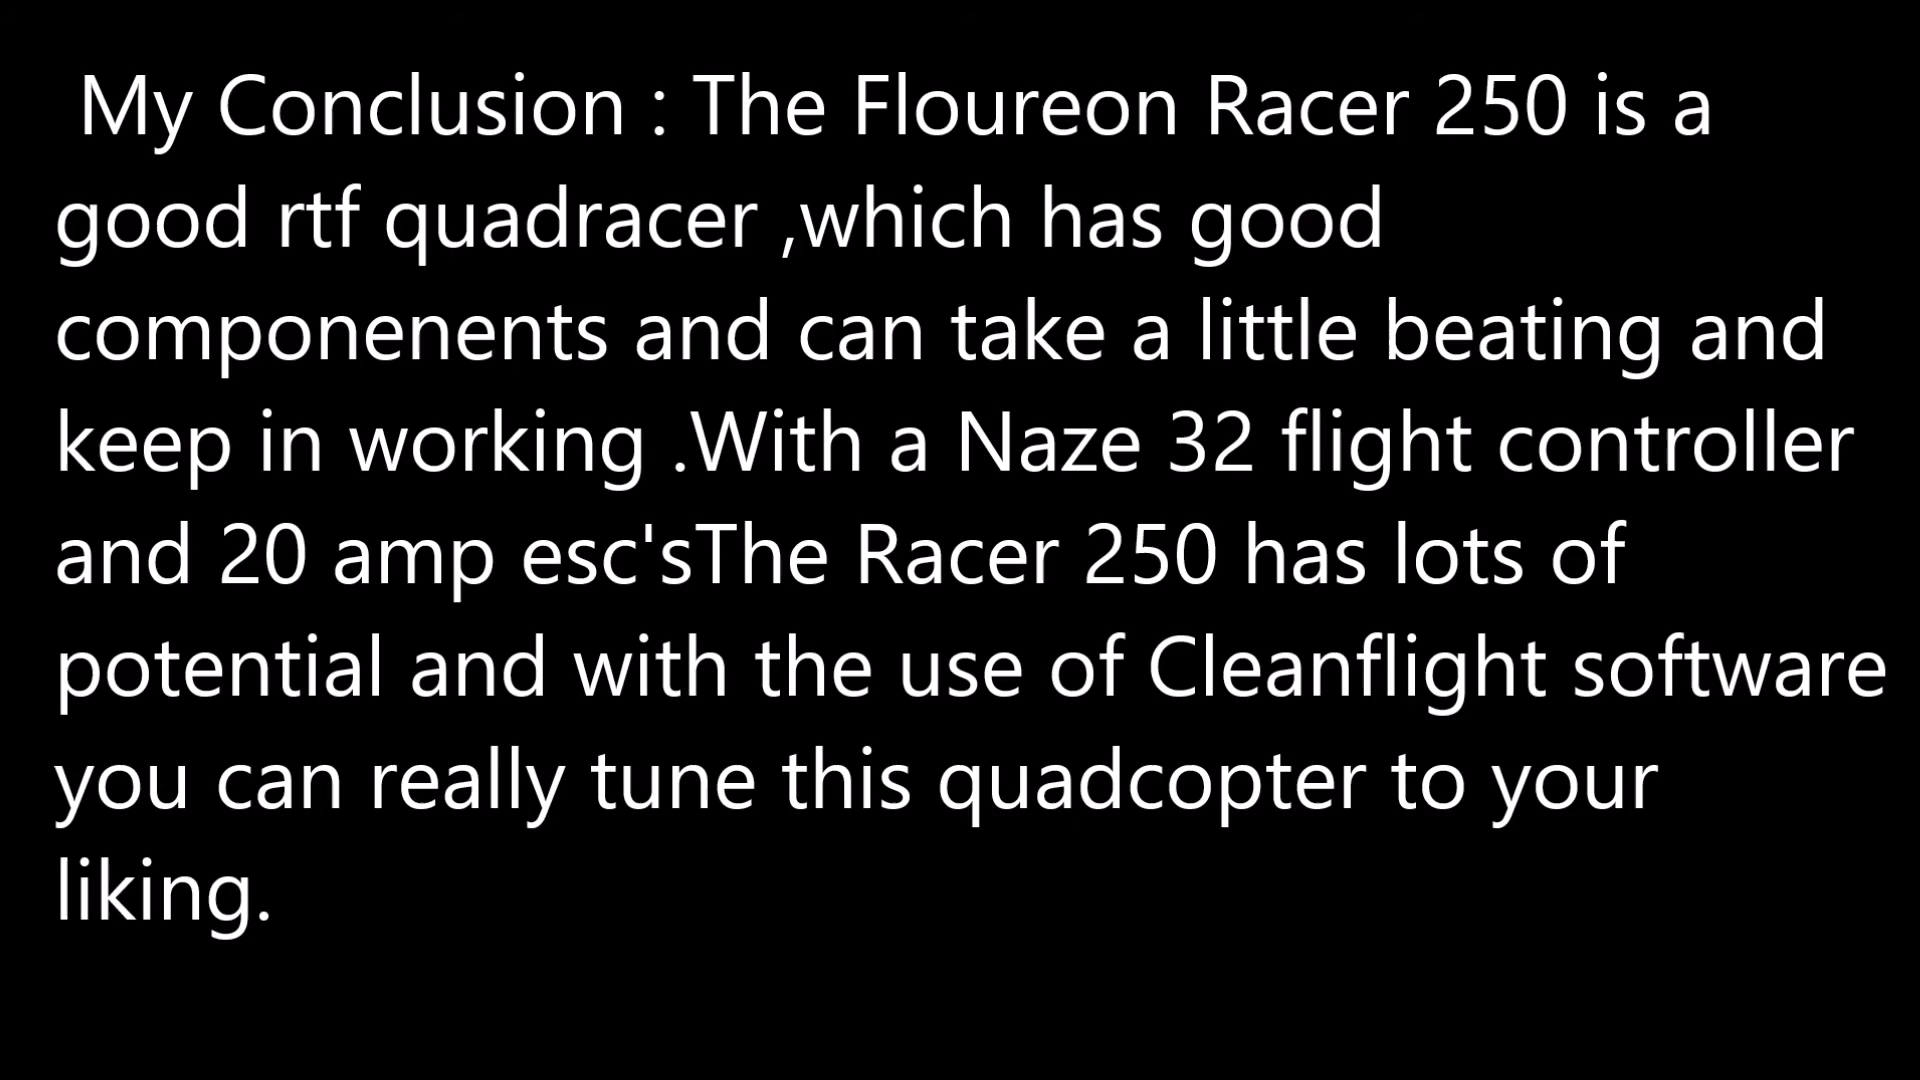 My Conclusion : The Floureon Racer 250 is a
good rtf quadracer ,which has good
componenents and can take a little beating and
keep in working .With a Naze 32 flight controller
and 20 amp esc'sThe Racer 250 has lots of
potential and with the use of Cleanflight software
you can really tune this quadcopter to your
liking.